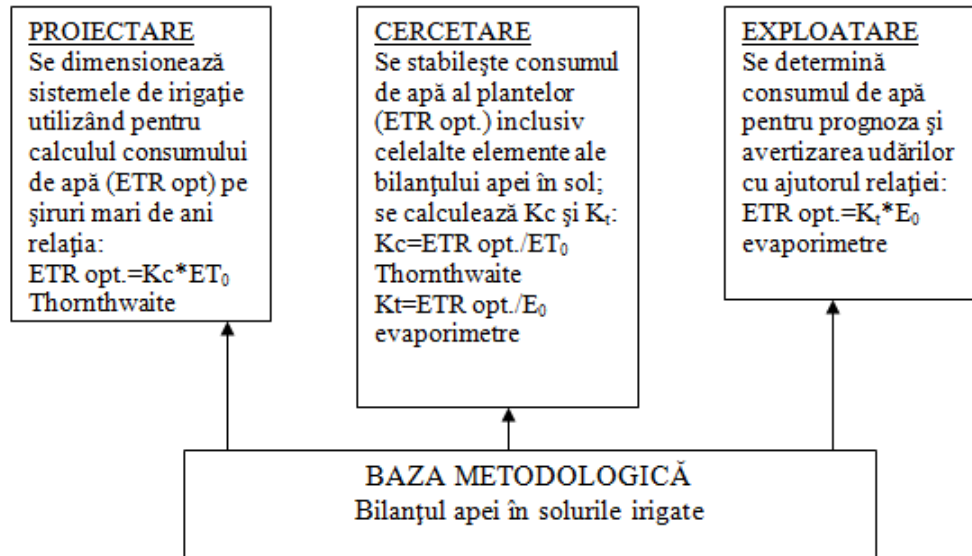 PROIECTARE
Se dimensionează
sistemele de irigaţie
utilizând pentru
calculul consumului
de apă (ETR opt) pe
şiruri mari de ani
relaţia:
ETR opt.=Kc*ET₀
Thornthwaite
CERCETARE
Se stabileşte consumul
de apă al plantelor
(ETR opt.) inclusiv
celelalte elemente ale
bilanţului apei în sol;
se calculează Kc şi Kₜ:
Kc=ETR opt./ET₀
Thornthwaite
Kt=ETR opt./E₀
evaporimetre
EXPLOATARE
Se determină
consumul de apă
pentru prognoza şi
avertizarea udărilor
cu ajutorul relaţiei:
ETR opt.=Kₜ*E₀
evaporimetre
BAZA METODOLOGICĂ
Bilanţul apei în solurile irigate